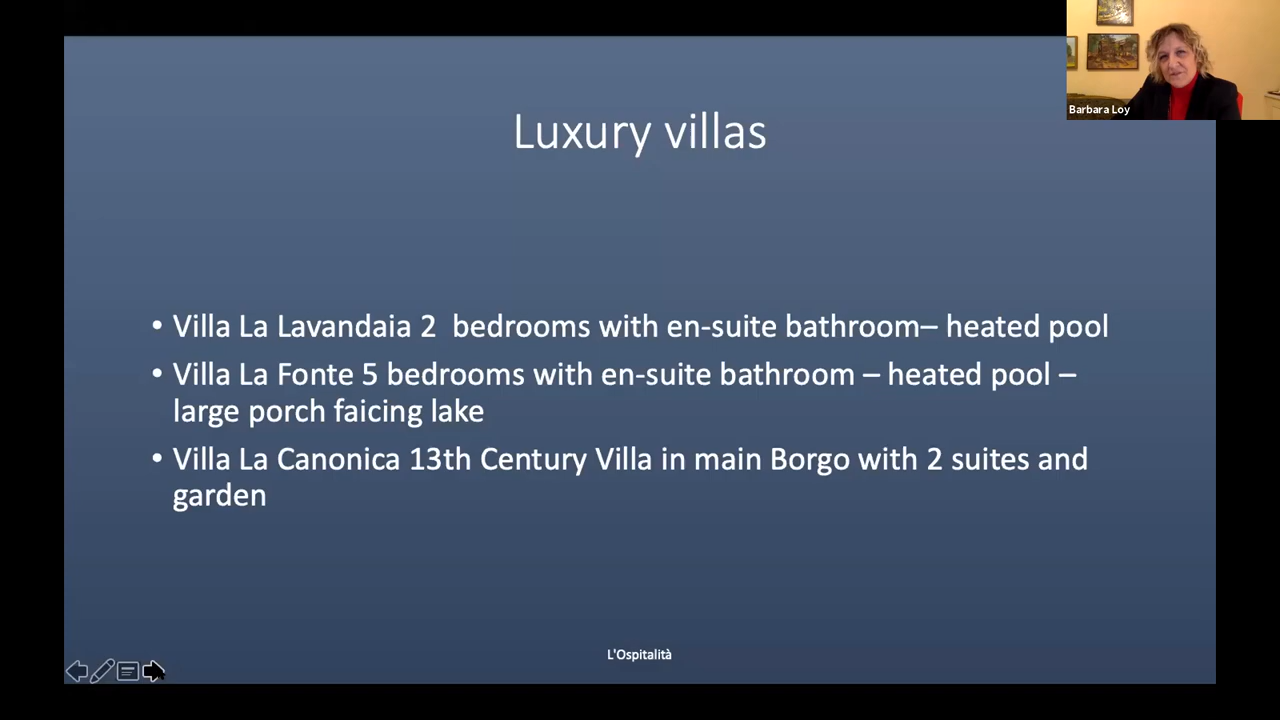 Barbara Loy
Luxury villas
• Villa La Lavandaia 2  bedrooms with en-suite bathroom– heated pool
• Villa La Fonte 5 bedrooms with en-suite bathroom – heated pool –
large porch faicing lake
• Villa La Canonica 13th Century Villa in main Borgo with 2 suites and
garden
L'Ospitalità